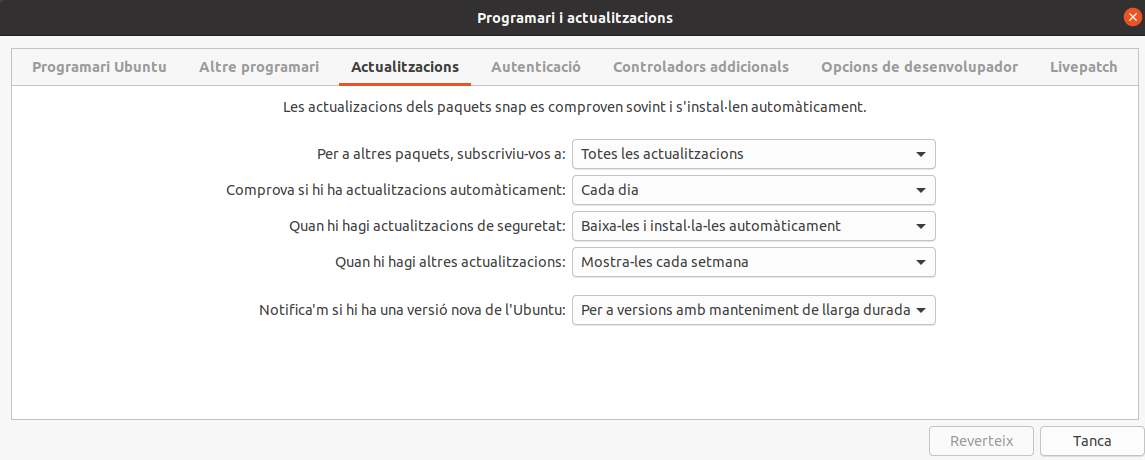 Programari i actualitzacions
Programari Ubuntu Altre programari Actualitzacions Autenticació Controladors addicionals Opcions de desenvolupador Livepatch
Les actualizacions dels paquets snap es comproven sovint i s'instal·len automàticament.
Per a altres paquets, subscriviu-vos a: Totes les actualitzacions
Comprova si hi ha actualitzacions automàticament: Cada dia
Quan hi hagi actualitzacions de seguretat: Baixa-les i instal·la-les automàticament
Quan hi hagi altres actualitzacions: Mostra-les cada setmana
Notifica'm si hi ha una versió nova de l'Ubuntu: Per a versions amb manteniment de llarga durada
Reverteix Tanca